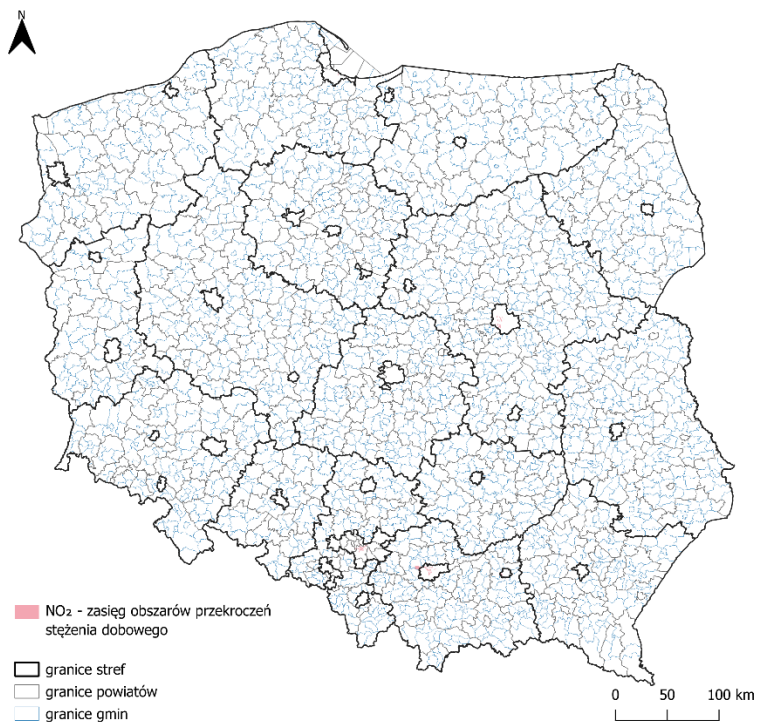 N
NO₂ - zasięg obszarów przekroczeń
stężenia dobowego
granice stref
granice powiatów
granice gmin
0 50 100 km